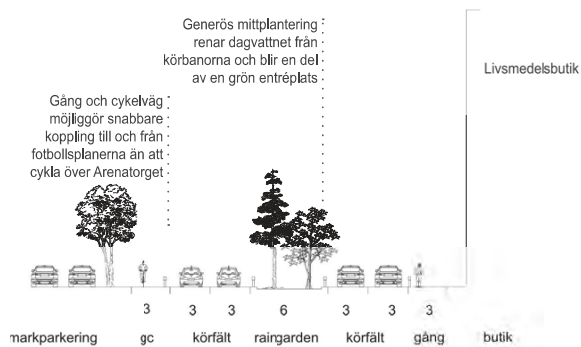 Generös mittplantering
renar dagvattnet från
körbanorna och blir en del
av en grön entréplats
Livsmedelsbutik
Gång och cykelväg
möjliggör snabbare
koppling till och från
fotbollsplanerna än att
cykla över Arenatorget
3 3 3 6 3 3 3
markparkering gc körfält raingarden körfält gång butik